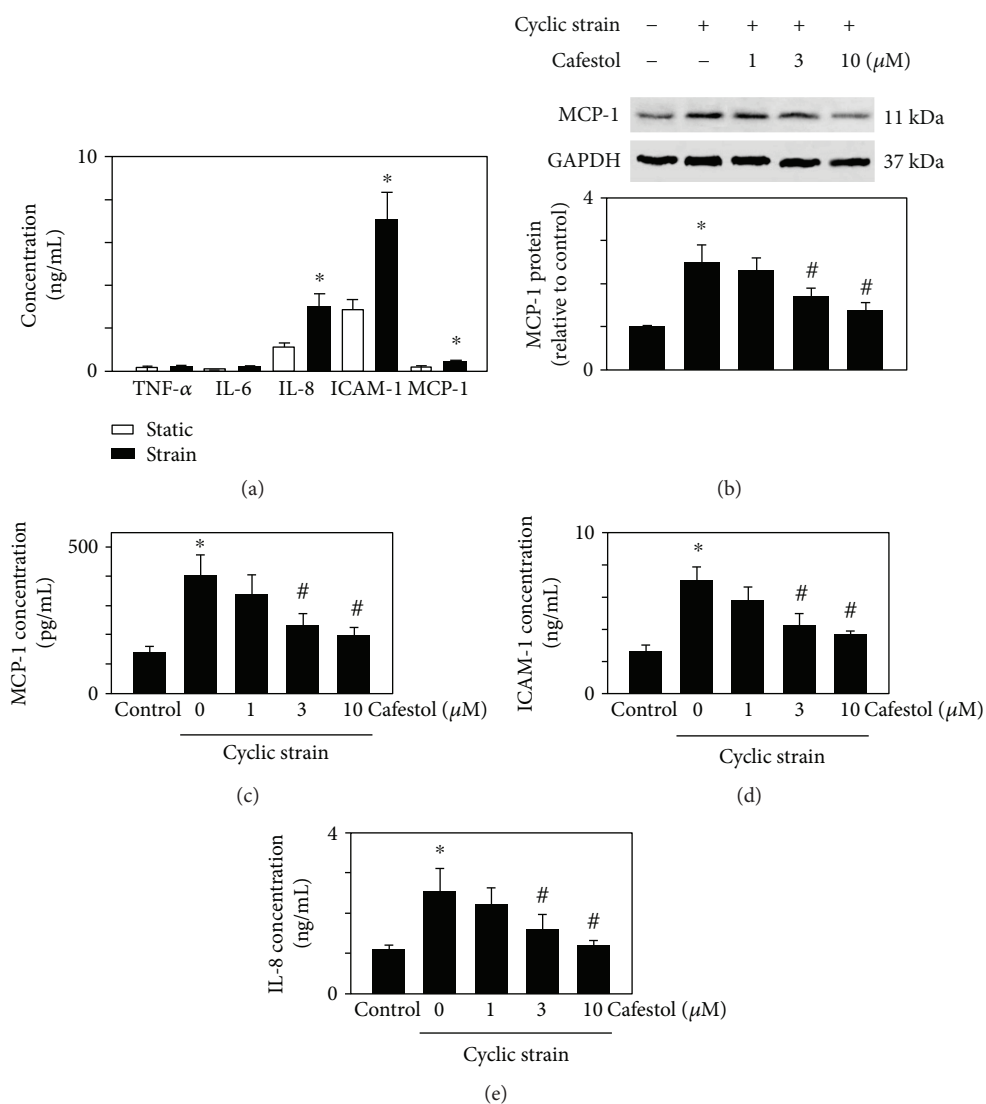 10
Concentration
(ng/mL)
*
*
*
0
TNF-α IL-6 IL-8 ICAM-1 MCP-1
Static
Strain
(a)
Cyclic strain − + + + +
Cafestol − − 1 3 10 (μM)
MCP-1 11 kDa
GAPDH 37 kDa
4
MCP-1 protein
(relative to control)
*
#
#
0
(b)
500
MCP-1 concentration
(pg/mL)
*
#
#
0
Control 0 1 3 10 Cafestol (μM)
Cyclic strain
(c)
10
ICAM-1 concentration
(ng/mL)
*
#
#
0
Control 0 1 3 10 Cafestol (μM)
Cyclic strain
(d)
4
IL-8 concentration
(ng/mL)
*
#
#
0
Control 0 1 3 10 Cafestol (μM)
Cyclic strain
(e)